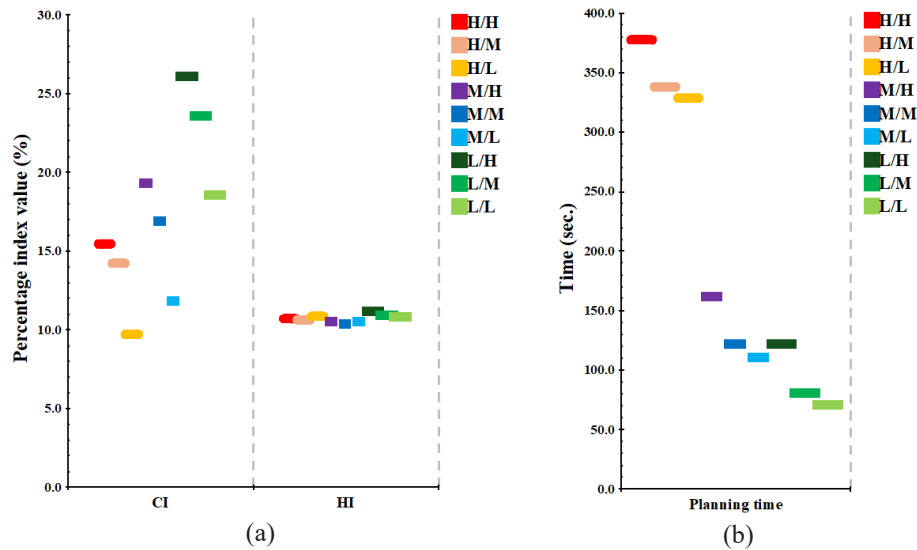 Percentage index value (%)
30.0
25.0
20.0
15.0
10.0
5.0
0.0
CI
HI
H/H
H/M
H/L
M/H
M/M
M/L
L/H
L/M
L/L
(a)
Time (sec.)
400.0
350.0
300.0
250.0
200.0
150.0
100.0
50.0
0.0
Planning time
H/H
H/M
H/L
M/H
M/M
M/L
L/H
L/M
L/L
(b)